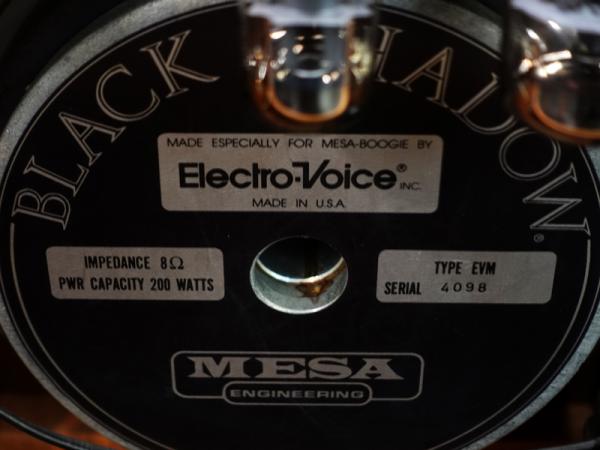 BLACK SHADOW®
MADE ESPECIALLY FOR MESA-BOOGIE BY
Electro-Voice® INC.
MADE IN U.S.A.
IMPEDANCE 8Ω
PWR CAPACITY 200 WATTS
TYPE EVM
SERIAL 4098
MESA
ENGINEERING